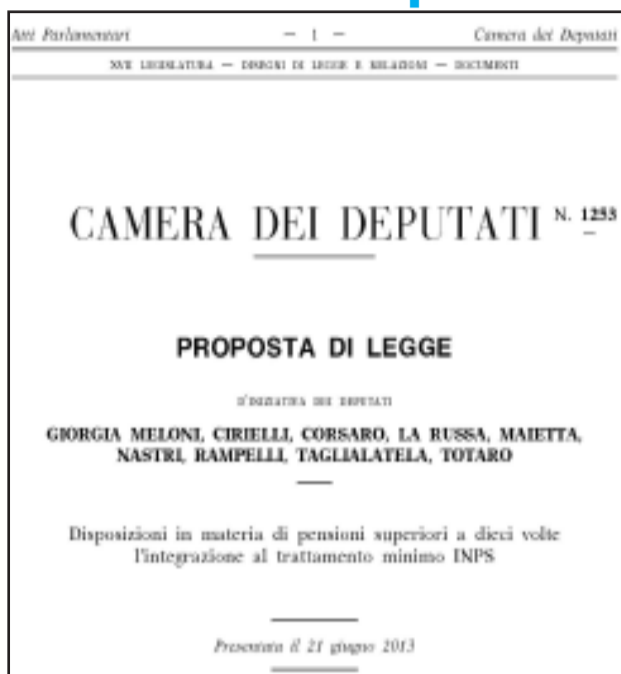 Atti Parlamentari — 1 — Camera dei Deputati
XVII LEGISLATURA — DISEGNI DI LEGGE E RELAZIONI — DOCUMENTI
CAMERA DEI DEPUTATI N. 1253
PROPOSTA DI LEGGE
D'INIZIATIVA DEI DEPUTATI
GIORGIA MELONI, CIRIELLI, CORSARO, LA RUSSA, MAIETTA,
NASTRI, RAMPELLI, TAGLIALATELA, TOTARO
Disposizioni in materia di pensioni superiori a dieci volte
l'integrazione al trattamento minimo INPS
Presentata il 21 giugno 2013